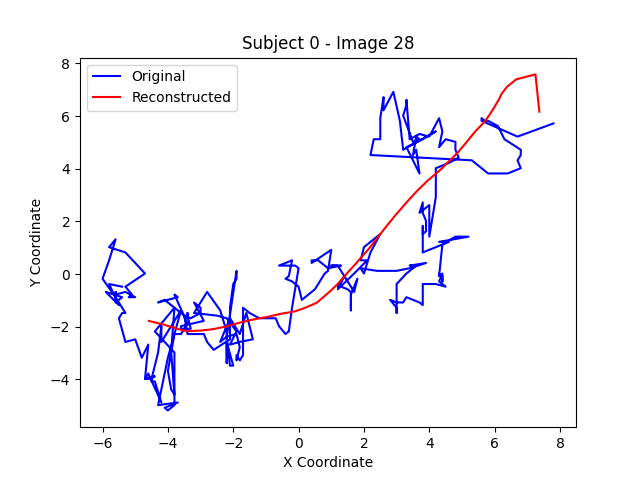 Subject 0 - Image 28
Original
Reconstructed
Y Coordinate
8
6
4
2
0
−2
−4
−6 −4 −2 0 2 4 6 8
X Coordinate